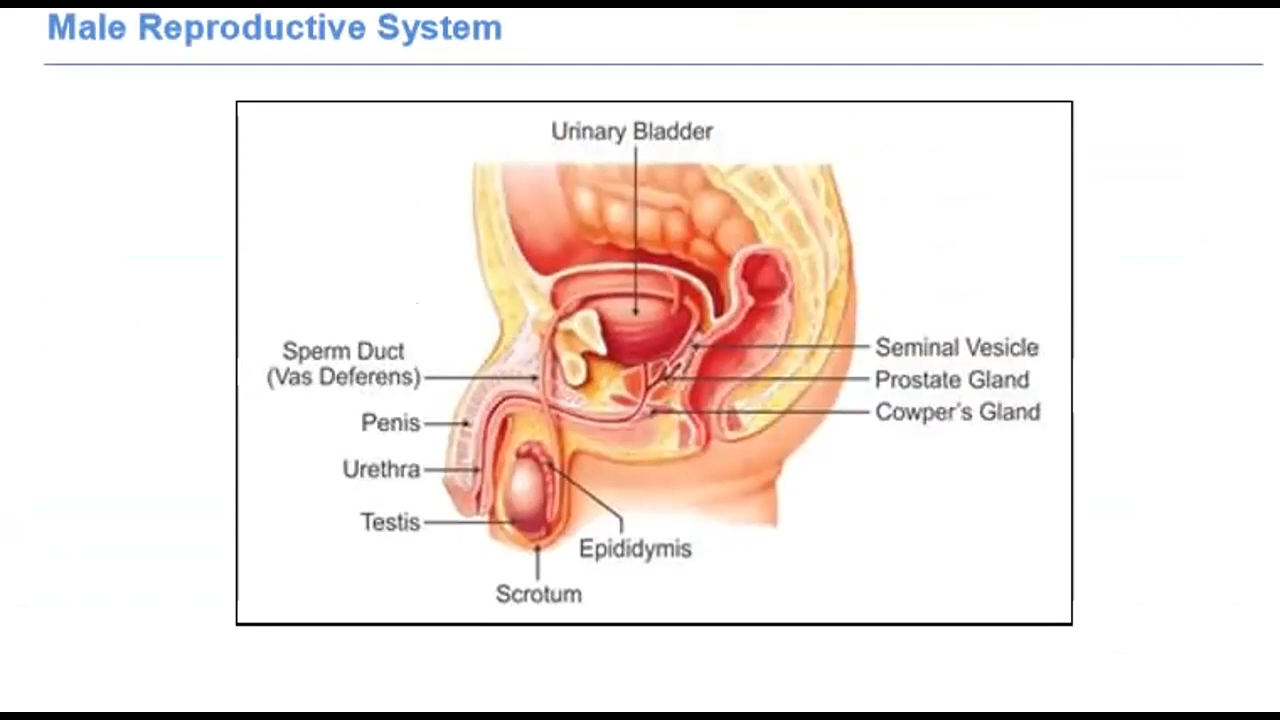 Male Reproductive System
Urinary Bladder
Sperm Duct
(Vas Deferens)
Penis
Urethra
Testis
Scrotum
Epididymis
Seminal Vesicle
Prostate Gland
Cowper's Gland